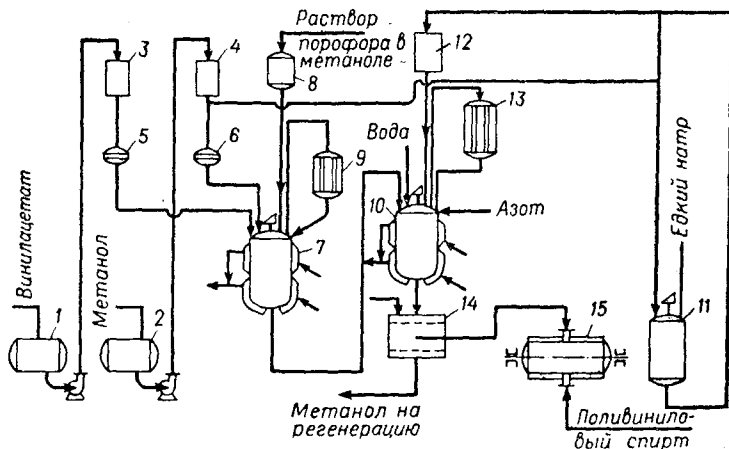 Раствор
порофора в
метаноле
3
4
8
12
13
5
6
Вода
9
Азот
Едкий натр
10
7
Винилацетат
Метанол
1
2
14
15
11
Метанол на
регенерацию
Поливинило-
вый спирт